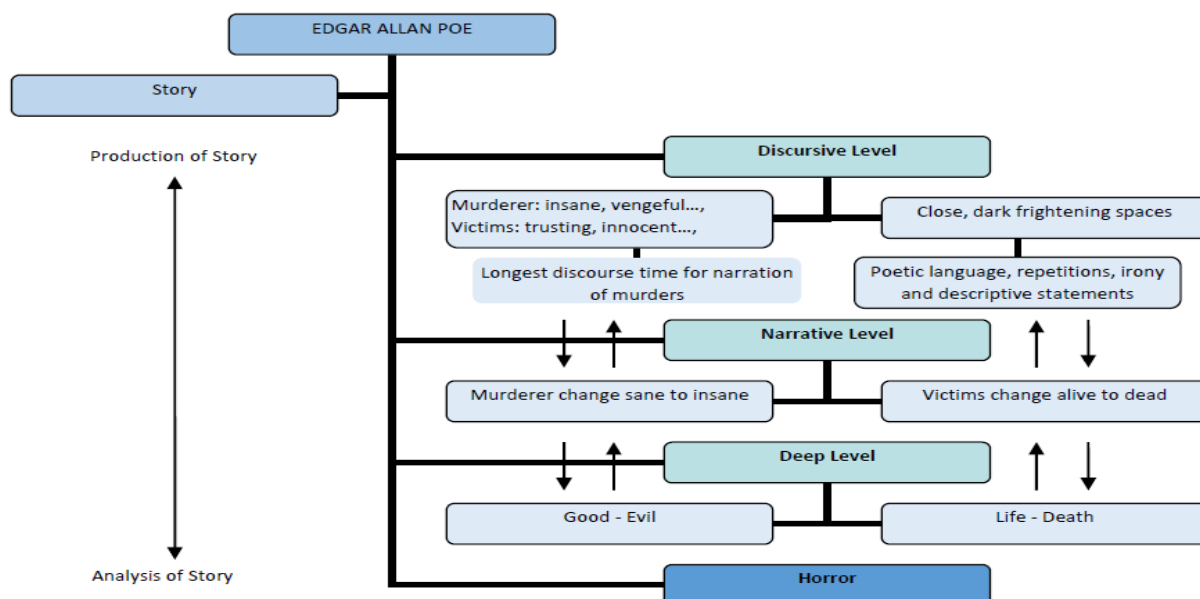 EDGAR ALLAN POE
Story
Production of Story
Discursive Level
Murderer: insane, vengeful…,
Victims: trusting, innocent…,
Close, dark frightening spaces
Longest discourse time for narration
of murders
Poetic language, repetitions, irony
and descriptive statements
Narrative Level
Murderer change sane to insane
Victims change alive to dead
Deep Level
Good - Evil
Life - Death
Analysis of Story
Horror